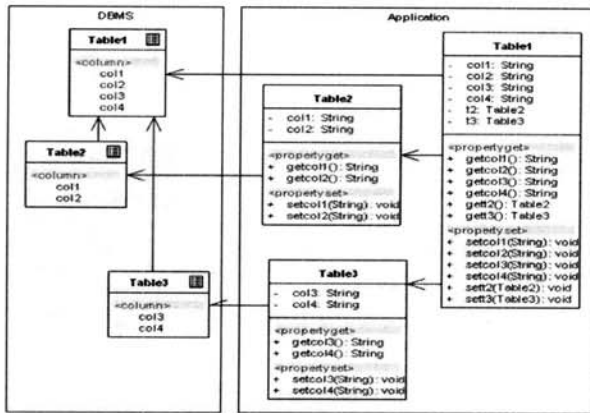 DBMS
Table1
«column»
col1
col2
col3
col4
Table2
«column»
col1
col2
Table3
«column»
col3
col4
Application
Table2
- col1: String
- col2: String
«propertyget»
+ getcol1(): String
+ getcol2(): String
«propertyset»
+ setcol1(String): void
+ setcol2(String): void
Table3
- col3: String
- col4: String
«propertyget»
+ getcol3(): String
+ getcol4(): String
«propertyset»
+ setcol3(String): void
+ setcol4(String): void
Table1
- col1: String
- col2: String
- col3: String
- col4: String
- t2: Table2
- t3: Table3
«propertyget»
+ getcol1(): String
+ getcol2(): String
+ getcol3(): String
+ getcol4(): String
+ gett2(): Table2
+ gett3(): Table3
«propertyset»
+ setcol1(String): void
+ setcol2(String): void
+ setcol3(String): void
+ setcol4(String): void
+ sett2(Table2): void
+ sett3(Table3): void